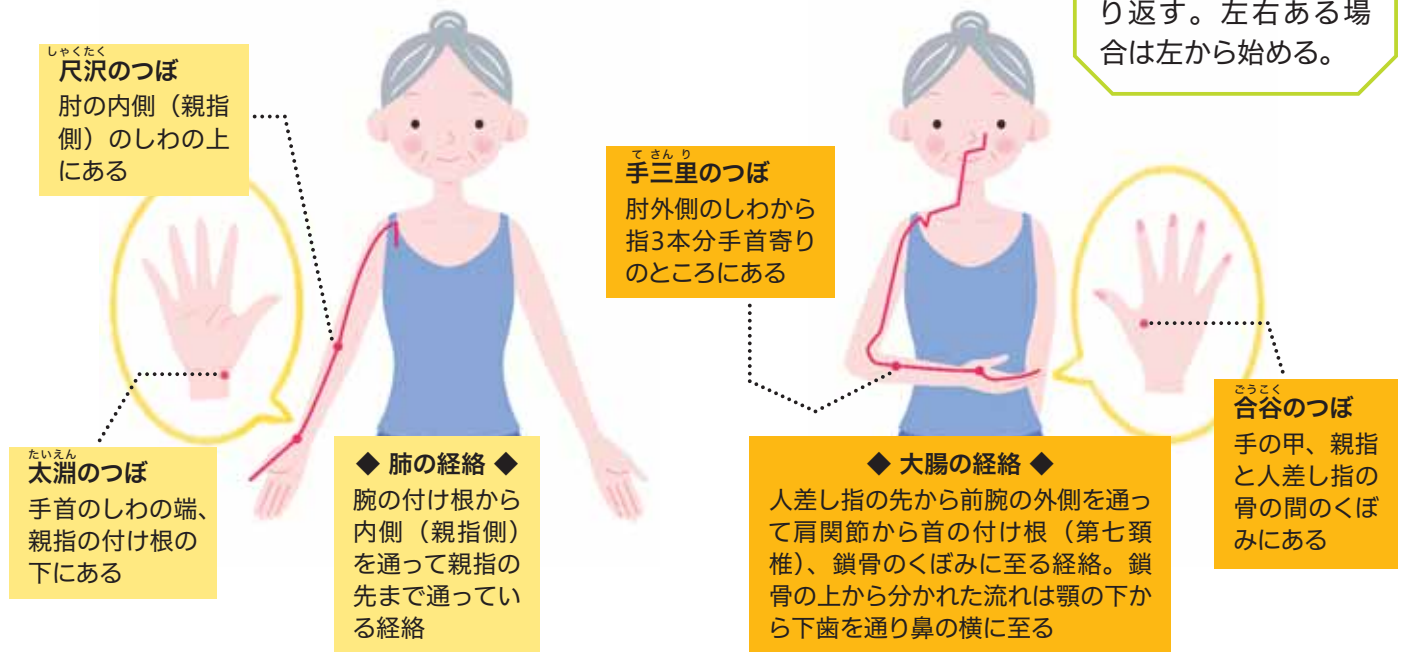 り返す。左右ある場
合は左から始める。
しゃくたく
尺沢のつぼ
肘の内側（親指
側）のしわの上
にある
たいえん
太淵のつぼ
手首のしわの端、
親指の付け根の
下にある
◆ 肺の経絡 ◆
腕の付け根から
内側（親指側）
を通って親指の
先まで通ってい
る経絡
て さん り
手三里のつぼ
肘外側のしわから
指3本分手首寄り
のところにある
◆ 大腸の経絡 ◆
人差し指の先から前腕の外側を通っ
て肩関節から首の付け根（第七頚
椎）、鎖骨のくぼみに至る経絡。鎖
骨の上から分かれた流れは顎の下か
ら下歯を通り鼻の横に至る
ごうこく
合谷のつぼ
手の甲、親指
と人差し指の
骨の間のくぼ
みにある